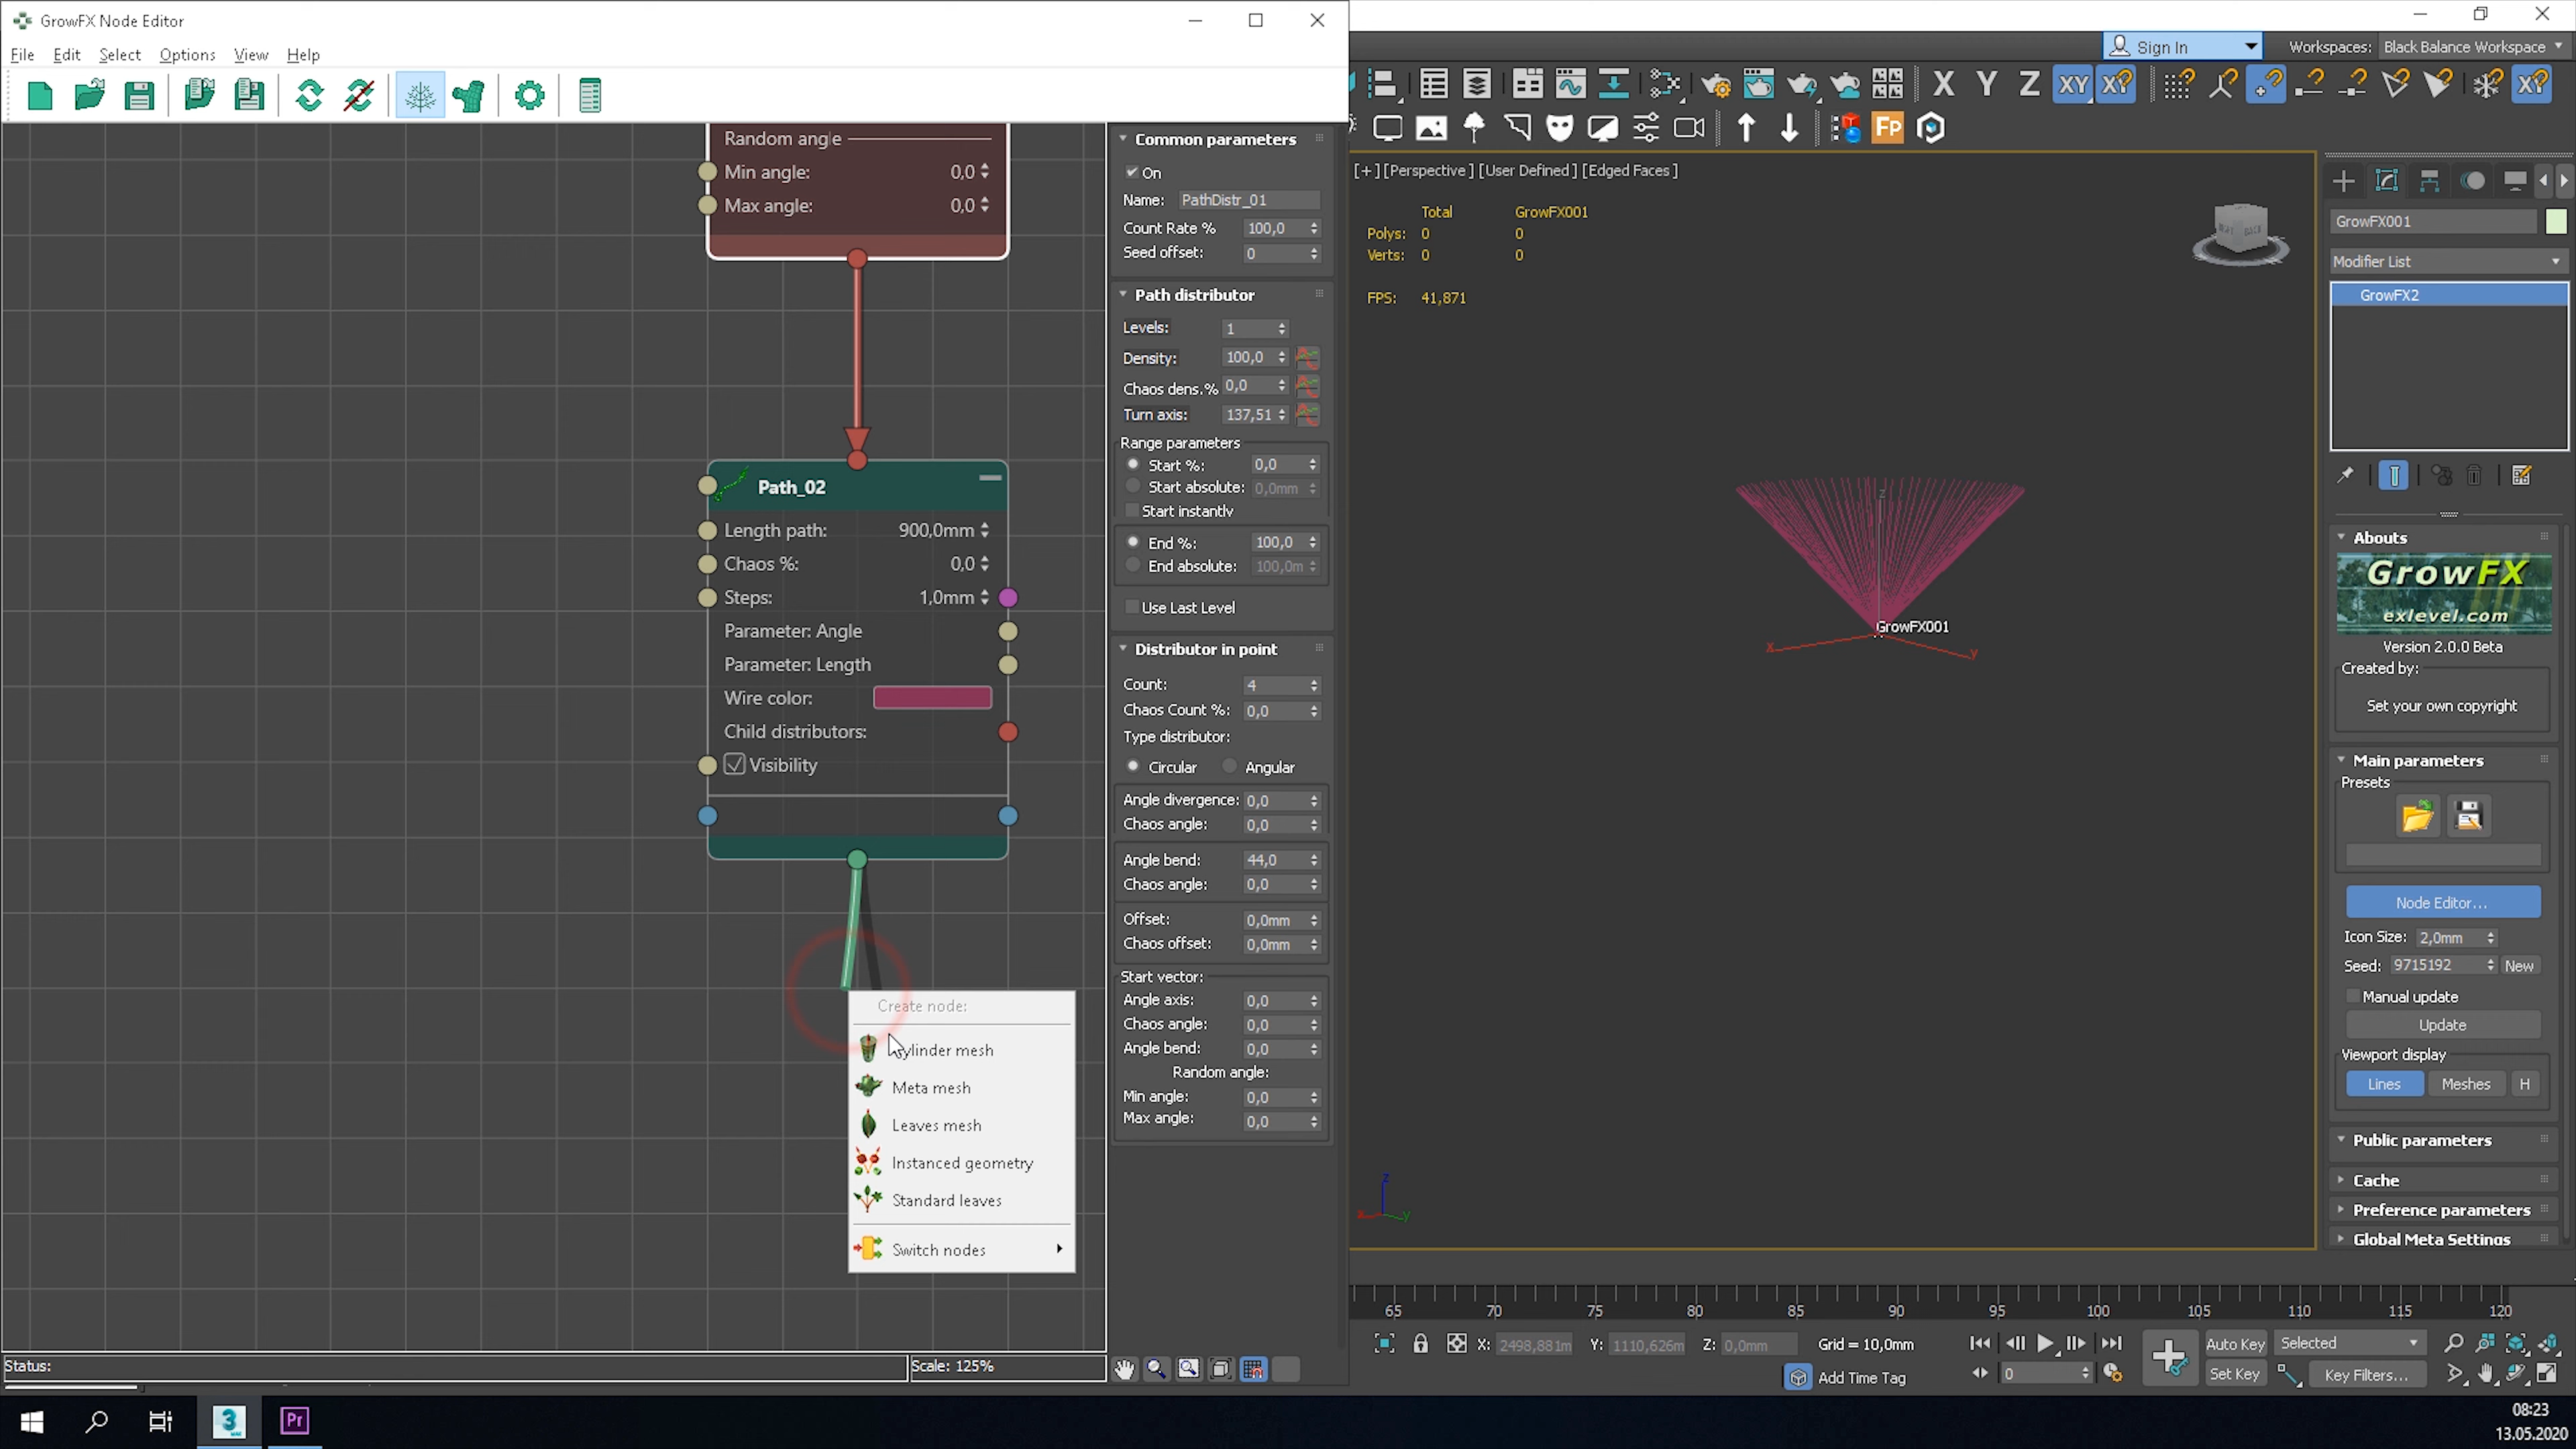 GrowFX Node Editor
File Edit Select Options View Help
Random angle
Min angle: 0,0
Max angle: 0,0
Path_02
Length path: 900,0mm
Chaos %: 0,0
Steps: 1,0mm
Parameter: Angle
Parameter: Length
Wire color:
Child distributors:
Visibility
Create node:
Cylinder mesh
Meta mesh
Leaves mesh
Instanced geometry
Standard leaves
Switch nodes
Status:
Scale: 125%
Common parameters
On
Name: PathDistr_01
Count Rate % 100,0
Seed offset: 0
Path distributor
Levels: 1
Density: 100,0
Chaos dens.% 0,0
Turn axis: 137,51
Range parameters
Start %: 0,0
Start absolute: 0,0mm
Start instantly
End %: 100,0
End absolute: 100,0m
Use Last Level
Distributor in point
Count: 4
Chaos Count %: 0,0
Type distributor:
Circular Angular
Angle divergence: 0,0
Chaos angle: 0,0
Angle bend: 44,0
Chaos angle: 0,0
Offset: 0,0mm
Chaos offset: 0,0mm
Start vector:
Angle axis: 0,0
Chaos angle: 0,0
Angle bend: 0,0
Random angle:
Min angle: 0,0
Max angle: 0,0
Sign In
Workspaces: Black Balance Workspace
X Y Z XY XY
Fp
[+] [Perspective ] [User Defined ] [Edged Faces ]
Total GrowFX001
Polys: 0 0
Verts: 0 0
FPS: 41,871
z
GrowFX001
x
y
z
x
y
GrowFX001
Modifier List
GrowFX2
Abouts
GrowFX
exlevel.com
Version 2.0.0 Beta
Created by:
Set your own copyright
Main parameters
Presets
Node Editor...
Icon Size: 2,0mm
Seed: 9715192 New
Manual update
Update
Viewport display
Lines Meshes H
Public parameters
Cache
Preference parameters
Global Meta Settings
65 70 75 80 85 90 95 100 105 110 115 120
X: 2498,881m Y: 1110,626m Z: 0,0mm Grid = 10,0mm
Add Time Tag
0
Auto Key Selected
Set Key Key Filters...
3
Pr
08:23
13.05.2020